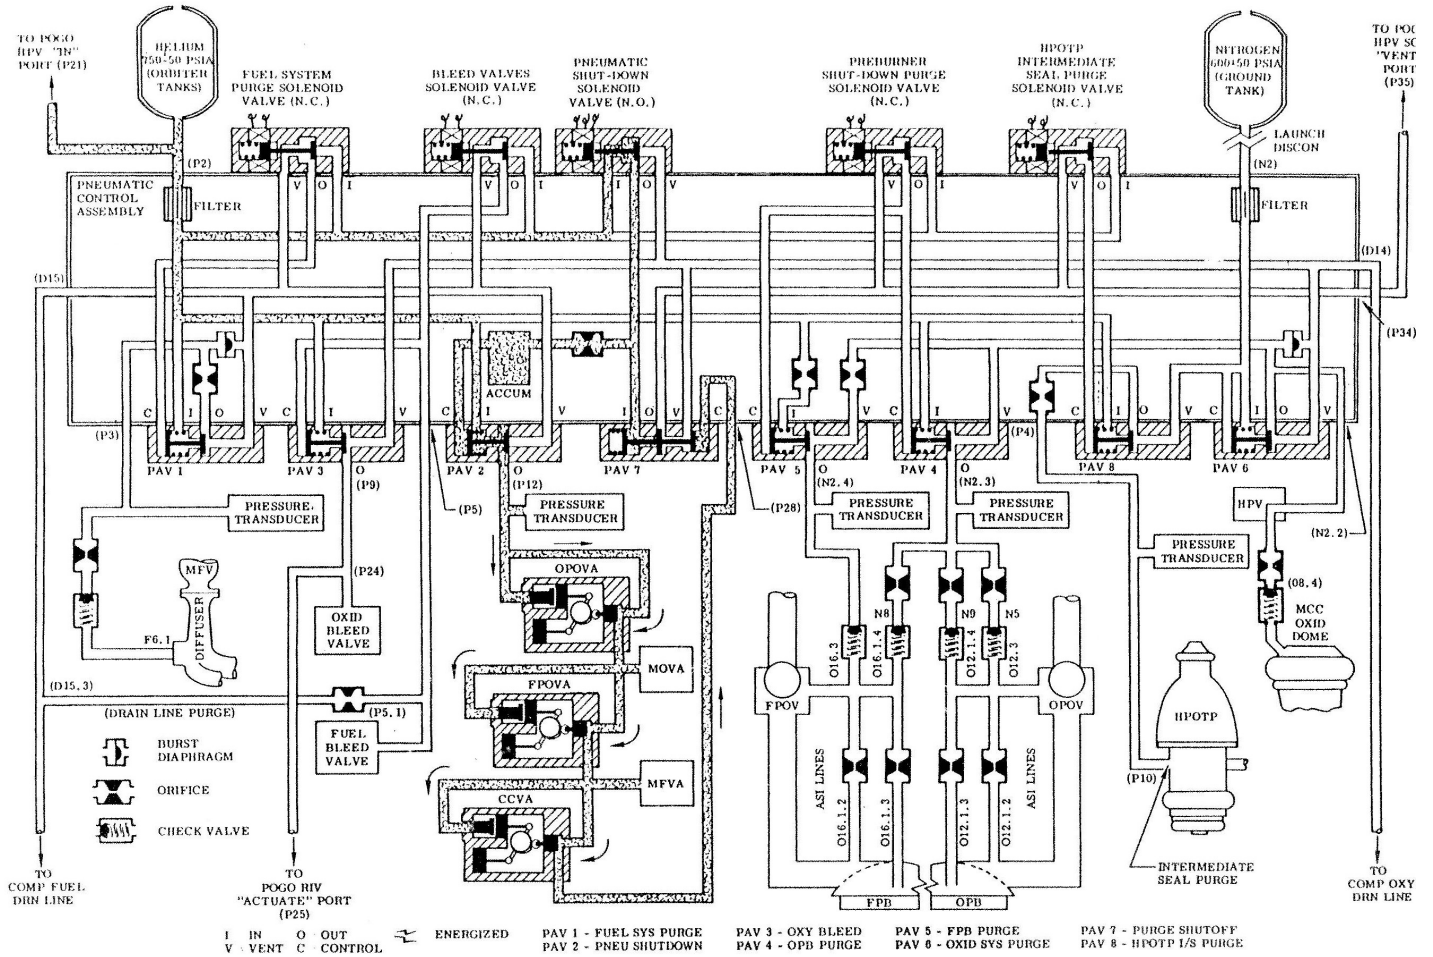 TO POGO
HPV "IN"
PORT (P21)
HELIUM
750-50 PSIA
(ORBITER
TANKS)
FUEL SYSTEM
PURGE SOLENOID
VALVE (N.C.)
BLEED VALVES
SOLENOID VALVE
(N.C.)
PNEUMATIC
SHUT-DOWN
SOLENOID
VALVE (N.O.)
PREBURNER
SHUT-DOWN PURGE
SOLENOID VALVE
(N.C.)
HPOTP
INTERMEDIATE
SEAL PURGE
SOLENOID
VALVE (N.C.)
NITROGEN
600+50 PSIA
(GROUND
TANK)
"VENT
PORT
(P35)
LAUNCH
DISCON
(P2)
(N2)
PNEUMATIC
CONTROL
ASSEMBLY
FILTER
FILTER
V O I
V O I
I O V
V O I
V O I
(D15)
(D14)
(P34)
ACCUM
C I O V
C I V
C I V
I O V C
C I V
C I V
C I O V
V C I O V
(P3)
(P4)
PAV 1
PAV 3
O
(P9)
PAV 2
O
(P12)
PAV 7
PAV 5
O
(N2.4)
PAV 4
O
(N2.3)
PAV 8
PAV 6
(P5)
(P28)
(N2.2)
PRESSURE
TRANSDUCER
PRESSURE
TRANSDUCER
PRESSURE
TRANSDUCER
PRESSURE
TRANSDUCER
PRESSURE
TRANSDUCER
HPV
MFV
DIFFUSER
F6.1
(P24)
OXID
BLEED
VALVE
OPOVA
MOVA
FPOVA
MFVA
CCVA
N8
N9
N5
O16.3
O16.1.4
O12.1.4
O12.3
(O8.4)
MCC
OXID
DOME
FPOV
OPOV
HPOTP
(D15.3)
(DRAIN LINE PURGE)
(P5.1)
FUEL
BLEED
VALVE
BURST
DIAPHRAGM
ORIFICE
CHECK VALVE
ASI LINES
O16.1.2
O16.1.3
O12.1.3
O12.1.2
ASI LINES
(P10)
INTERMEDIATE
SEAL PURGE
FPB
OPB
TO
COMP FUEL
DRN LINE
TO
POGO RIV
"ACTUATE" PORT
(P25)
TO
COMP OXY
DRN LINE
I IN O OUT
V VENT C CONTROL
ENERGIZED
PAV 1 - FUEL SYS PURGE
PAV 2 - PNEU SHUTDOWN
PAV 3 - OXY BLEED
PAV 4 - OPB PURGE
PAV 5 - FPB PURGE
PAV 6 - OXID SYS PURGE
PAV 7 - PURGE SHUTOFF
PAV 8 - HPOTP I/S PURGE